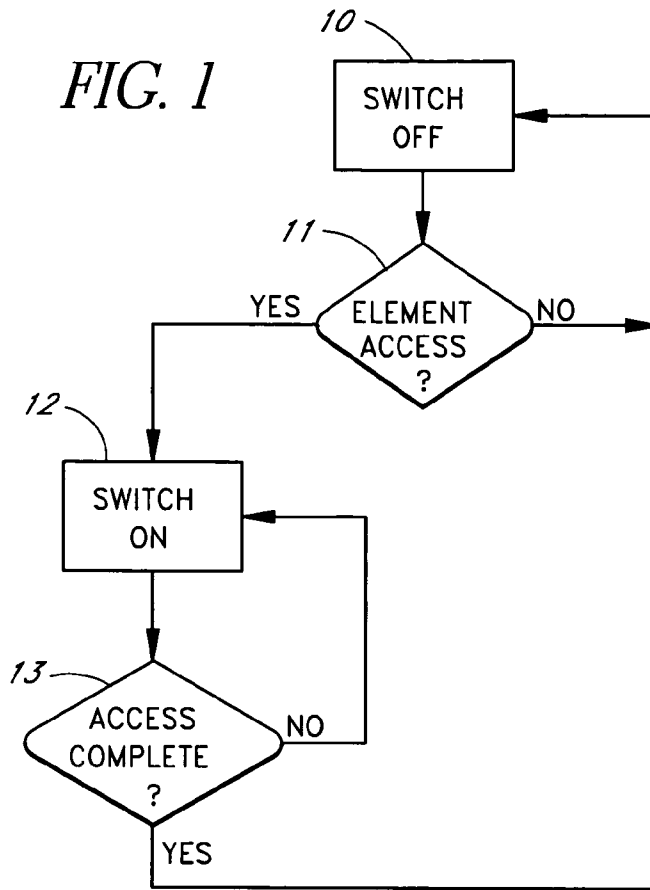 FIG. 1
10
SWITCH
OFF
11
YES
ELEMENT
ACCESS
?
NO
12
SWITCH
ON
13
ACCESS
COMPLETE
?
NO
YES